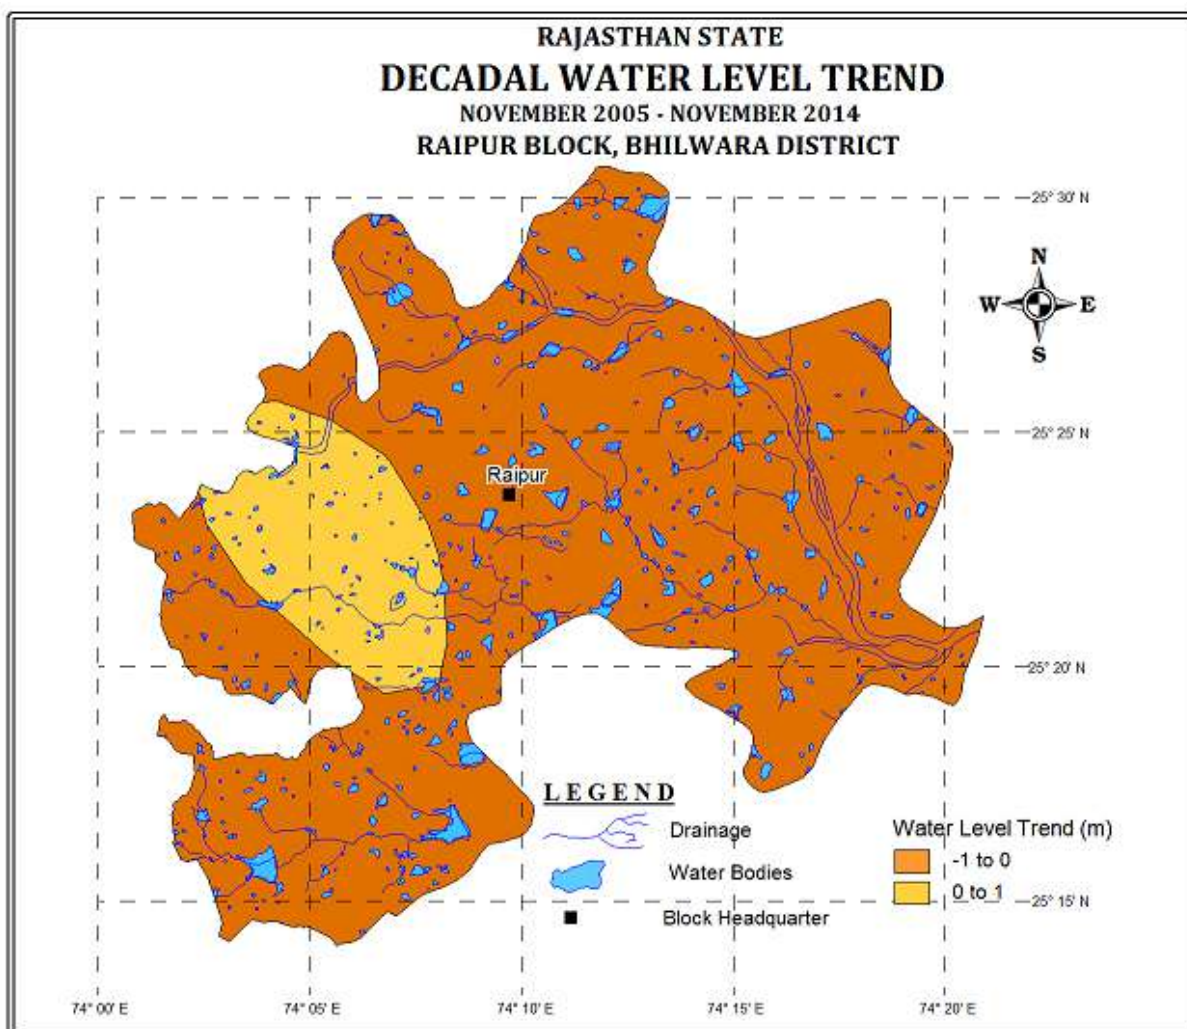 RAJASTHAN STATE
DECADAL WATER LEVEL TREND
NOVEMBER 2005 - NOVEMBER 2014
RAIPUR BLOCK, BHILWARA DISTRICT
25° 30' N
N
W E
S
25° 25' N
Raipur
25° 20' N
LEGEND
Drainage
Water Bodies
Block Headquarter
Water Level Trend (m)
-1 to 0
0 to 1
25° 15' N
74° 00' E 74° 05' E 74° 10' E 74° 15' E 74° 20' E